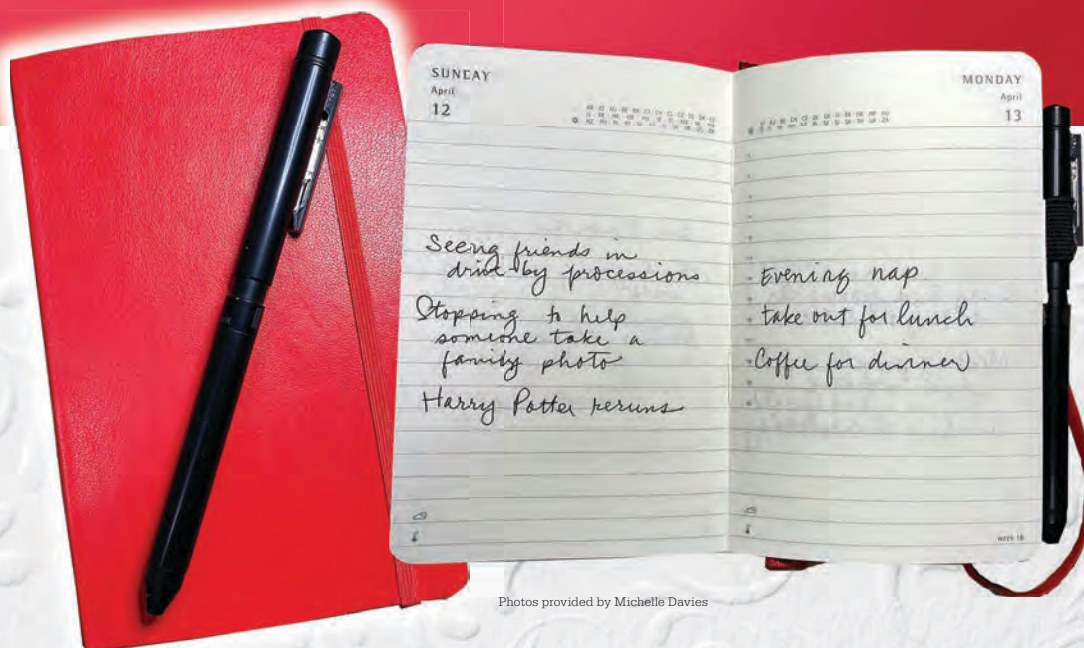 SUNDAY
April
12
Seeing friends in
drive-by processions
Stopping to help
someone take a
family photo
Harry Potter reruns
MONDAY
April
13
Evening nap
take out for lunch
Coffee for dinner
week 16
Photos provided by Michelle Davies